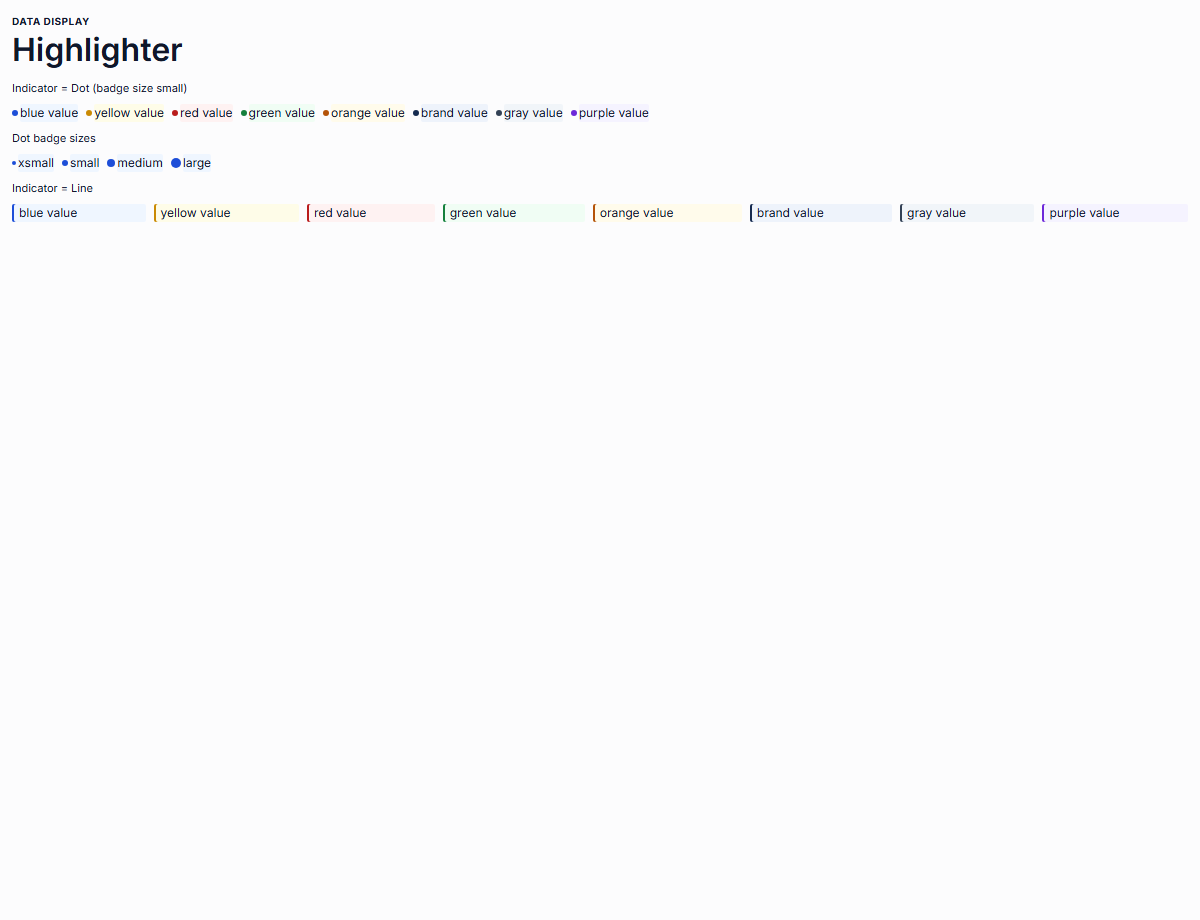 DATA DISPLAY
Highlighter
Indicator = Dot (badge size small)
blue value yellow value red value green value orange value brand value gray value purple value
Dot badge sizes
xsmall small medium large
Indicator = Line
blue value yellow value red value green value orange value brand value gray value purple value